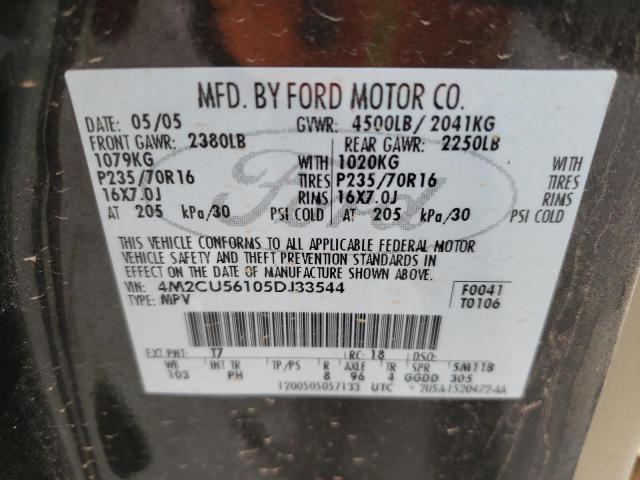 MFD. BY FORD MOTOR CO.
DATE: 05/05 GVWR: 4500LB/ 2041KG
FRONT GAWR: 2380LB REAR GAWR: 2250LB
1079KG WITH 1020KG WITH
P235/70R16 TIRES P235/70R16 TIRES
16X7.0J RIMS 16X7.0J RIMS
AT 205 kPa/30 PSI COLD AT 205 kPa/30 PSI COLD
Ford
THIS VEHICLE CONFORMS TO ALL APPLICABLE FEDERAL MOTOR
VEHICLE SAFETY AND THEFT PREVENTION STANDARDS IN
EFFECT ON THE DATE OF MANUFACTURE SHOWN ABOVE.
VIN: 4M2CU56105DJ33544 F0041
TYPE: MPV T0106
EXT PNT: T7 RC: 18 DSO:
WB INT TR TP/PS R AXLE TR SPR 5M11B
103 PH 8 96 4 GGDD 305
1200505057133 UTC 2U5A-1520472-AA